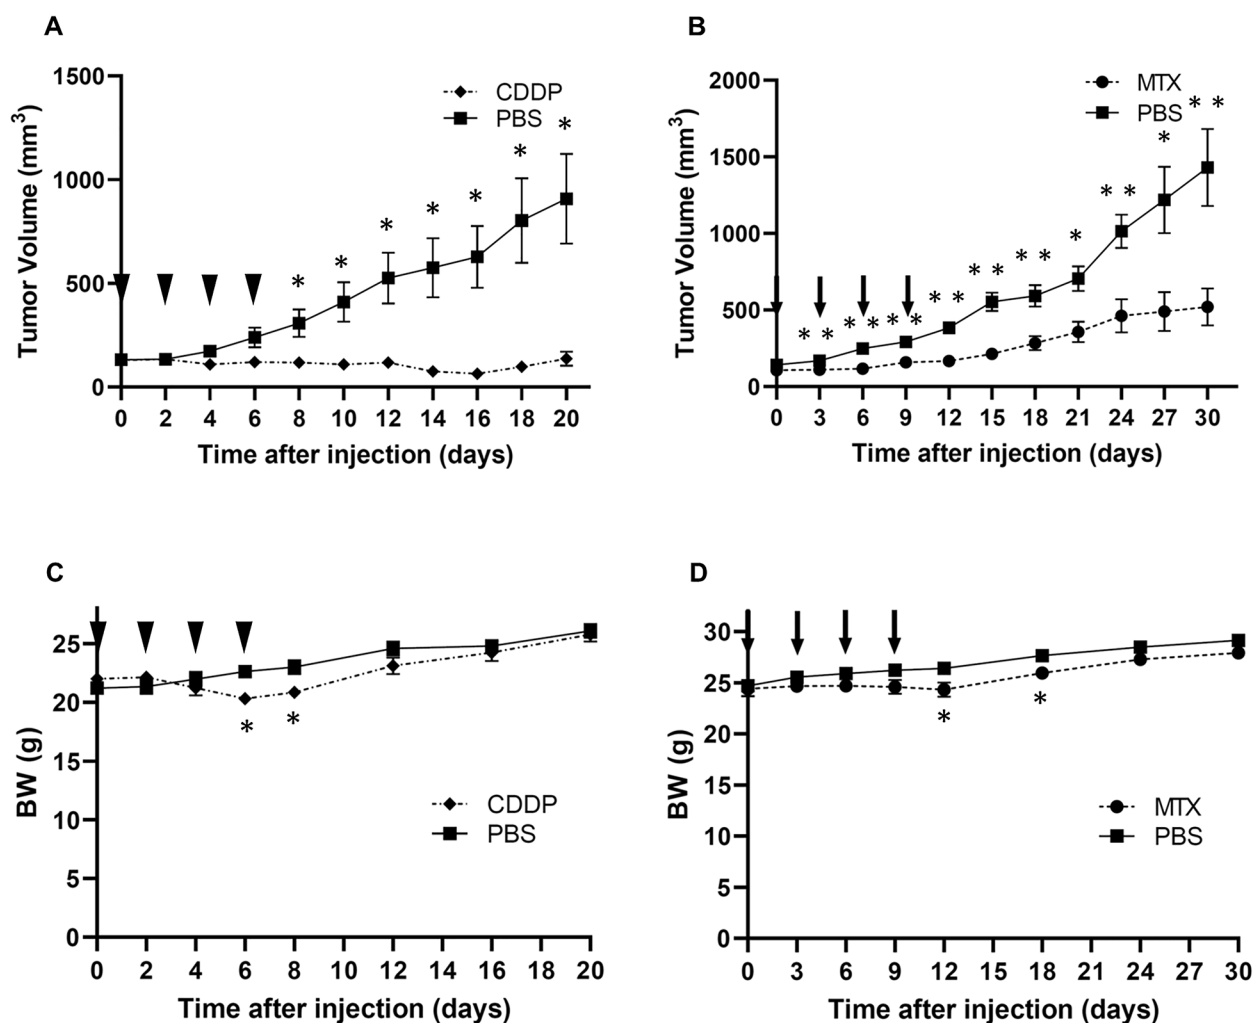 A
Tumor Volume (mm3)
1500
1000
500
0
CDDP
PBS
* * * * * * *
0 2 4 6 8 10 12 14 16 18 20
Time after injection (days)
B
Tumor Volume (mm3)
2000
1500
1000
500
0
MTX
PBS
* * * * * * * * * * * * * * * * * *
0 3 6 9 12 15 18 21 24 27 30
Time after injection (days)
C
BW (g)
25
20
15
10
5
0
* *
CDDP
PBS
0 2 4 6 8 10 12 14 16 18 20
Time after injection (days)
D
BW (g)
30
25
20
15
10
5
0
* *
MTX
PBS
0 3 6 9 12 15 18 21 24 27 30
Time after injection (days)